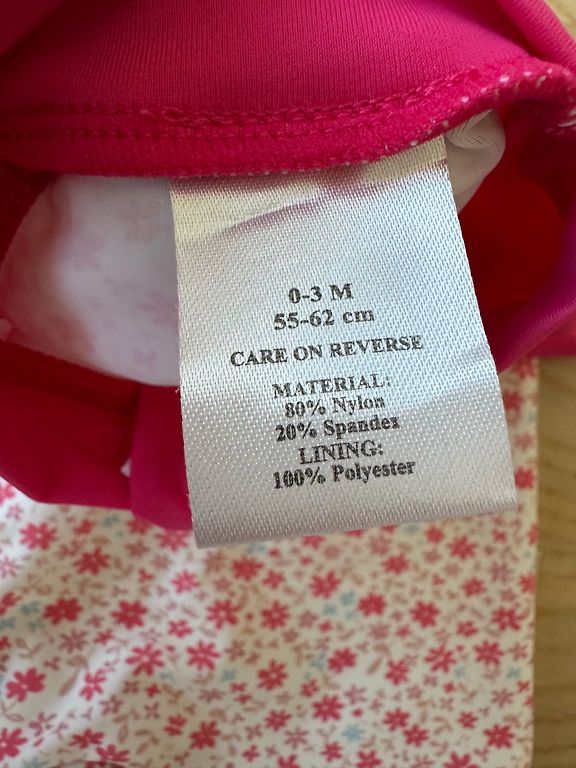 0-3 M
55-62 cm
CARE ON REVERSE
MATERIAL:
80% Nylon
20% Spandex
LINING:
100% Polyester